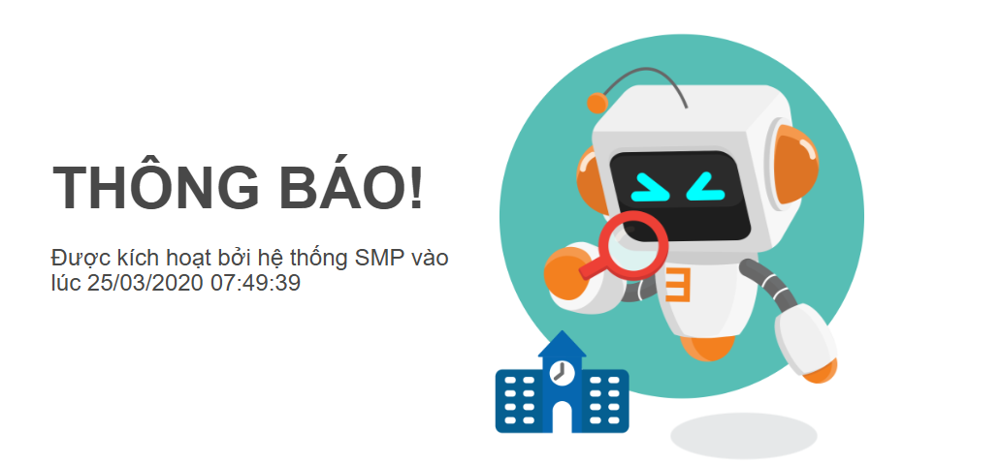 THÔNG BÁO!
Được kích hoạt bởi hệ thống SMP vào
lúc 25/03/2020 07:49:39